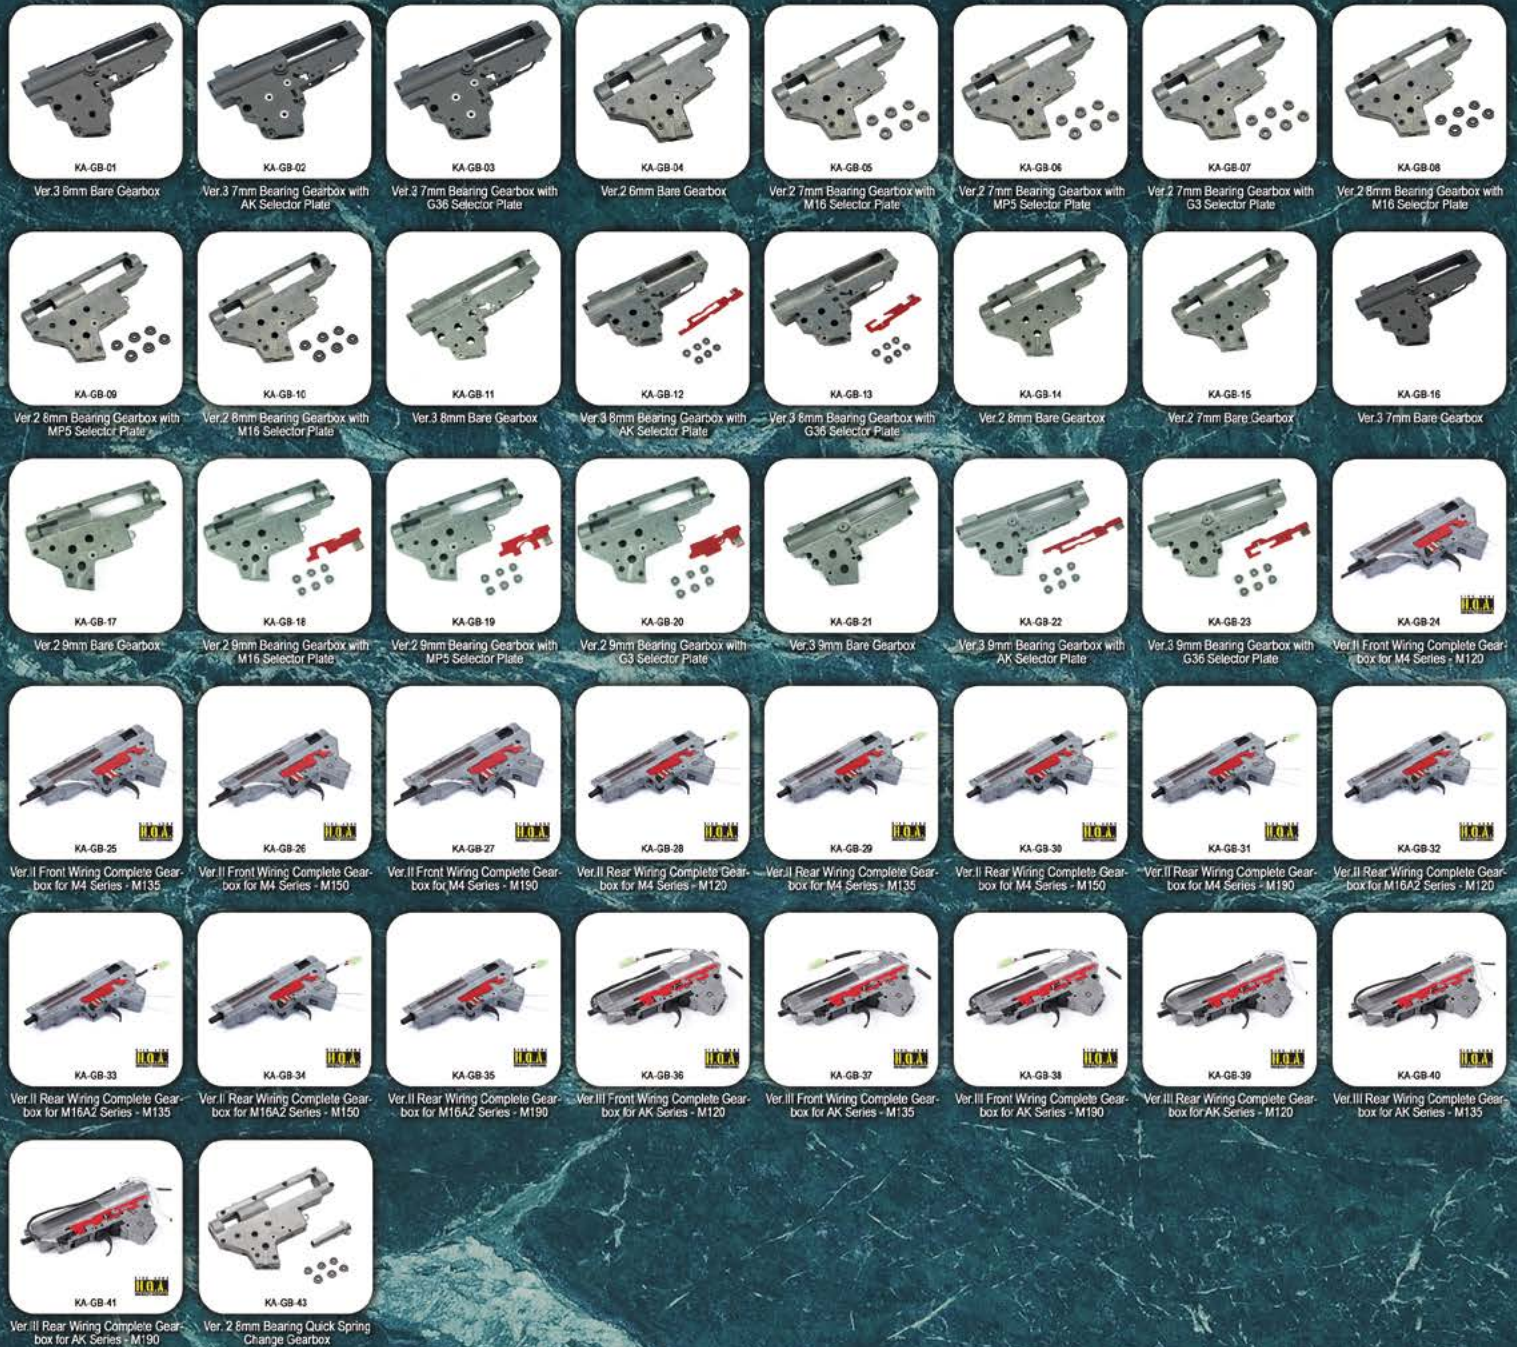 KA-GB-01
Ver.3 6mm Bare Gearbox
KA-GB-02
Ver.3 7mm Bearing Gearbox with
AK Selector Plate
KA-GB-03
Ver.3 7mm Bearing Gearbox with
G36 Selector Plate
KA-GB-04
Ver.2 6mm Bare Gearbox
KA-GB-05
Ver.2 7mm Bearing Gearbox with
M16 Selector Plate
KA-GB-06
Ver.2 7mm Bearing Gearbox with
MP5 Selector Plate
KA-GB-07
Ver.2 7mm Bearing Gearbox with
G3 Selector Plate
KA-GB-08
Ver.2 8mm Bearing Gearbox with
M16 Selector Plate
KA-GB-09
Ver.2 8mm Bearing Gearbox with
MP5 Selector Plate
KA-GB-10
Ver.2 8mm Bearing Gearbox with
M16 Selector Plate
KA-GB-11
Ver.3 8mm Bare Gearbox
KA-GB-12
Ver.3 8mm Bearing Gearbox with
AK Selector Plate
KA-GB-13
Ver.3 8mm Bearing Gearbox with
G36 Selector Plate
KA-GB-14
Ver.2 8mm Bare Gearbox
KA-GB-15
Ver.2 7mm Bare Gearbox
KA-GB-16
Ver.3 7mm Bare Gearbox
KA-GB-17
Ver.2 9mm Bare Gearbox
KA-GB-18
Ver.2 9mm Bearing Gearbox with
M16 Selector Plate
KA-GB-19
Ver.2 9mm Bearing Gearbox with
MP5 Selector Plate
KA-GB-20
Ver.2 9mm Bearing Gearbox with
G3 Selector Plate
KA-GB-21
Ver.3 9mm Bare Gearbox
KA-GB-22
Ver.3 9mm Bearing Gearbox with
AK Selector Plate
KA-GB-23
Ver.3 9mm Bearing Gearbox with
G36 Selector Plate
H.O.A.
KA-GB-24
Ver.II Front Wiring Complete Gear-
box for M4 Series - M120
H.O.A.
KA-GB-25
Ver.II Front Wiring Complete Gear-
box for M4 Series - M135
H.O.A.
KA-GB-26
Ver.II Front Wiring Complete Gear-
box for M4 Series - M150
H.O.A.
KA-GB-27
Ver.II Front Wiring Complete Gear-
box for M4 Series - M190
H.O.A.
KA-GB-28
Ver.II Rear Wiring Complete Gear-
box for M4 Series - M120
H.O.A.
KA-GB-29
Ver.II Rear Wiring Complete Gear-
box for M4 Series - M135
H.O.A.
KA-GB-30
Ver.II Rear Wiring Complete Gear-
box for M4 Series - M150
H.O.A.
KA-GB-31
Ver.II Rear Wiring Complete Gear-
box for M4 Series - M190
H.O.A.
KA-GB-32
Ver.II Rear Wiring Complete Gear-
box for M16A2 Series - M120
H.O.A.
KA-GB-33
Ver.II Rear Wiring Complete Gear-
box for M16A2 Series - M135
H.O.A.
KA-GB-34
Ver.II Rear Wiring Complete Gear-
box for M16A2 Series - M150
H.O.A.
KA-GB-35
Ver.II Rear Wiring Complete Gear-
box for M16A2 Series - M190
H.O.A.
KA-GB-36
Ver.III Front Wiring Complete Gear-
box for AK Series - M120
H.O.A.
KA-GB-37
Ver.III Front Wiring Complete Gear-
box for AK Series - M135
H.O.A.
KA-GB-38
Ver.III Front Wiring Complete Gear-
box for AK Series - M190
H.O.A.
KA-GB-39
Ver.III Rear Wiring Complete Gear-
box for AK Series - M120
H.O.A.
KA-GB-40
Ver.III Rear Wiring Complete Gear-
box for AK Series - M135
H.O.A.
KA-GB-41
Ver.III Rear Wiring Complete Gear-
box for AK Series - M190
KA-GB-43
Ver. 2 8mm Bearing Quick Spring
Change Gearbox